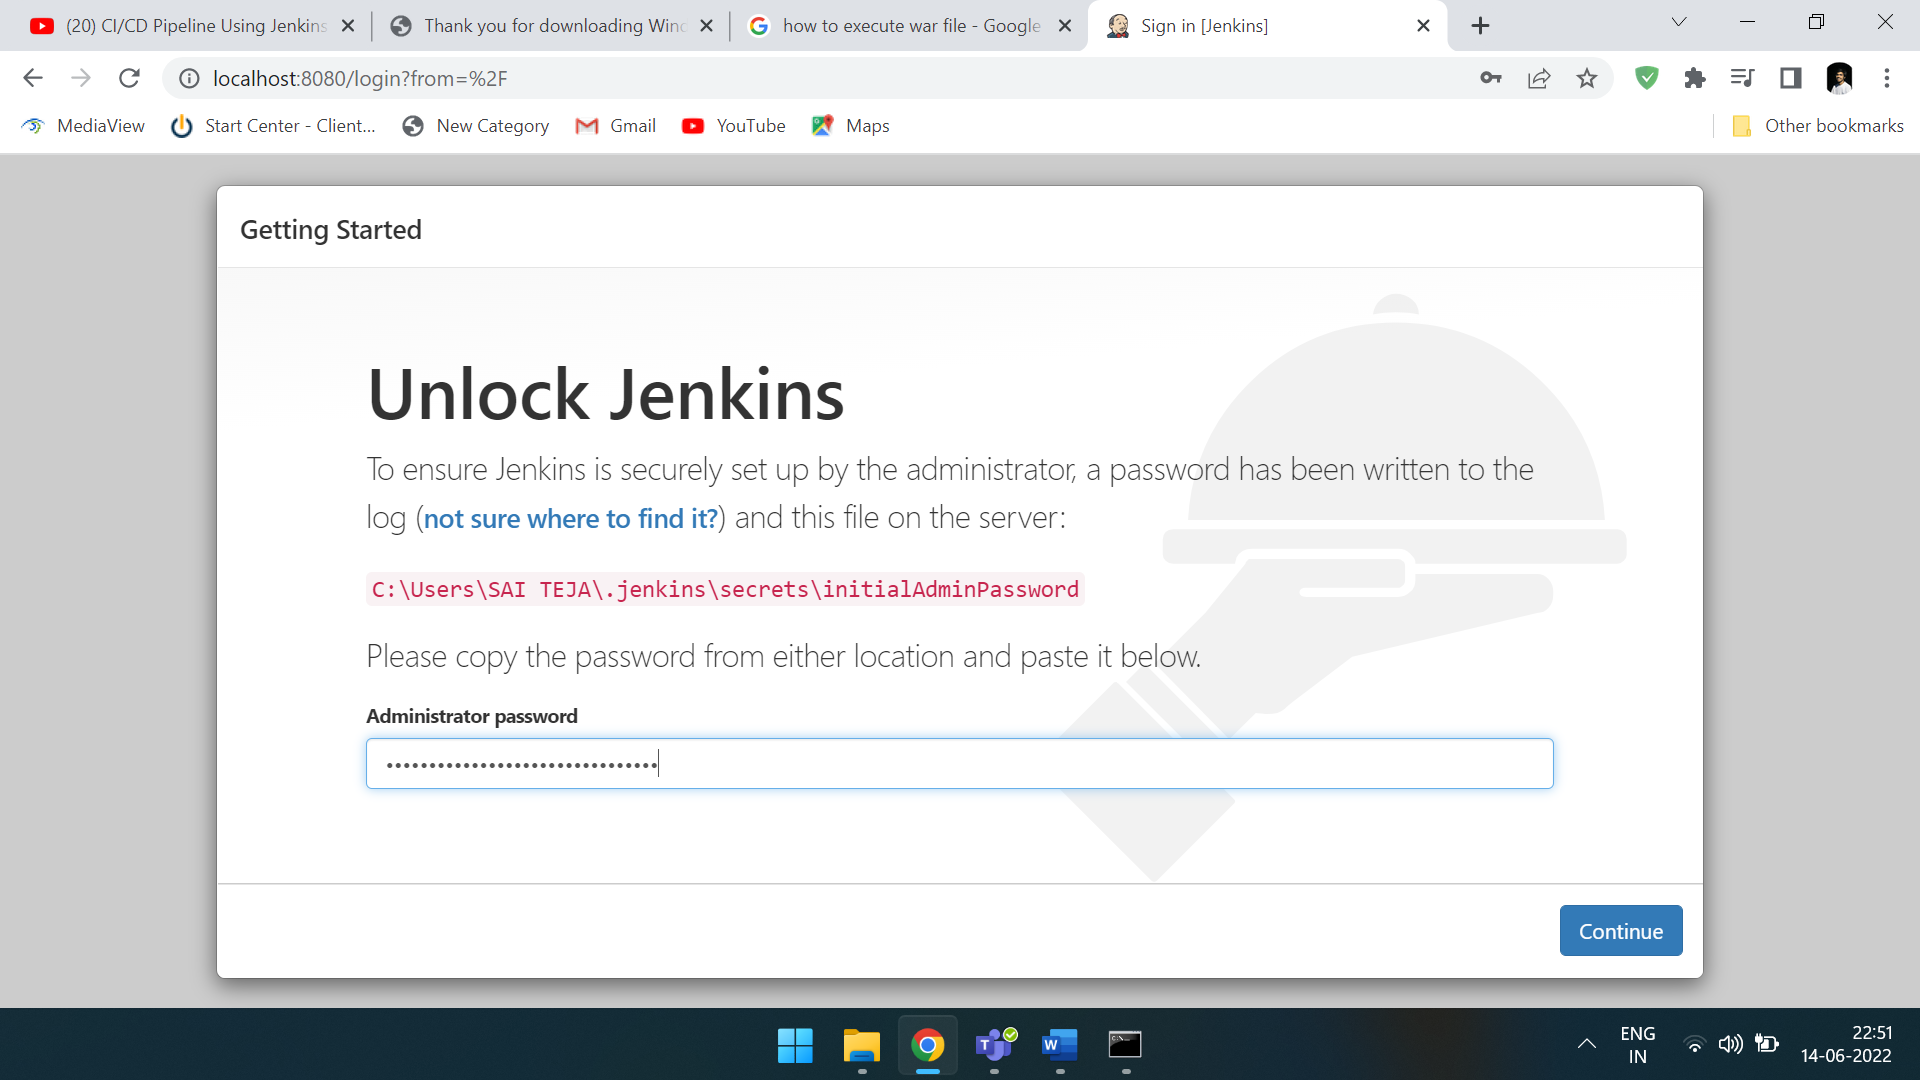 (20) CI/CD Pipeline Using Jenkins
Thank you for downloading Winc
how to execute war file - Google
Sign in [Jenkins]
localhost:8080/login?from=%2F
MediaView
Start Center - Client...
New Category
Gmail
YouTube
Maps
Other bookmarks
Getting Started
Unlock Jenkins
To ensure Jenkins is securely set up by the administrator, a password has been written to the
log (not sure where to find it?) and this file on the server:
C:\Users\SAI TEJA\.jenkins\secrets\initialAdminPassword
Please copy the password from either location and paste it below.
Administrator password
Continue
ENG
IN
22:51
14-06-2022